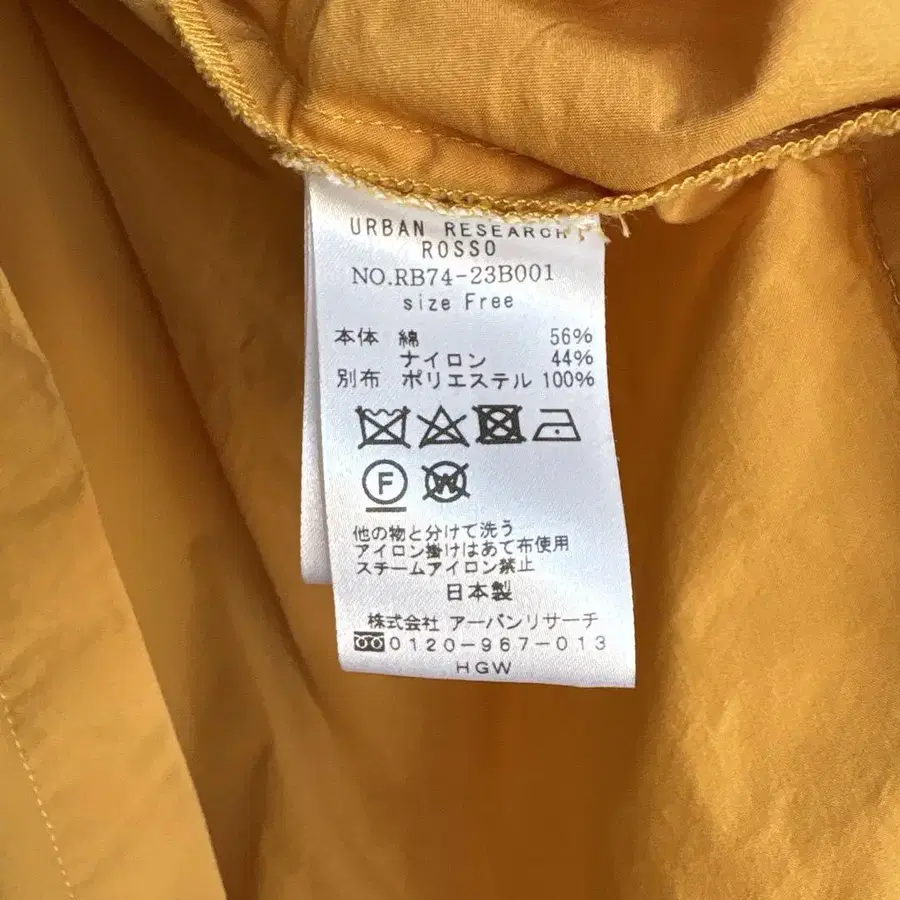 URBAN RESEARCH
ROSSO
NO.RB74-23B001
size Free
本体 綿 56%
ナイロン 44%
別布 ポリエステル 100%
F W
他の物と分けて洗う
アイロン掛けはあて布使用
スチームアイロン禁止
日本製
株式会社 アーバンリサーチ
0120-967-013
HGW